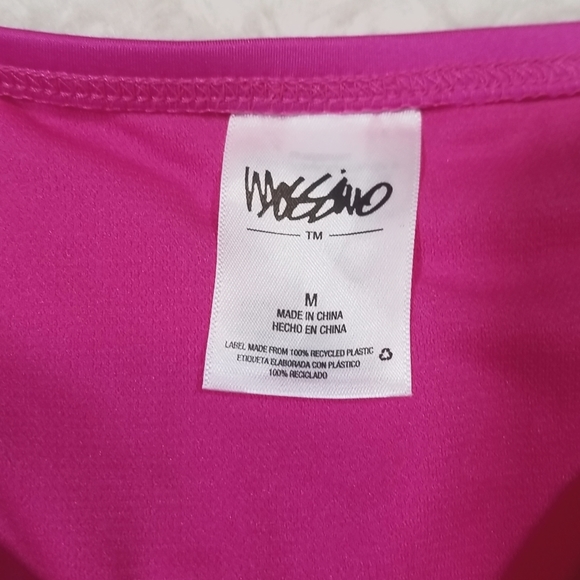 mossimo
TM
M
MADE IN CHINA
HECHO EN CHINA
LABEL MADE FROM 100% RECYCLED PLASTIC
ETIQUETA ELABORADA CON PLÁSTICO
100% RECICLADO